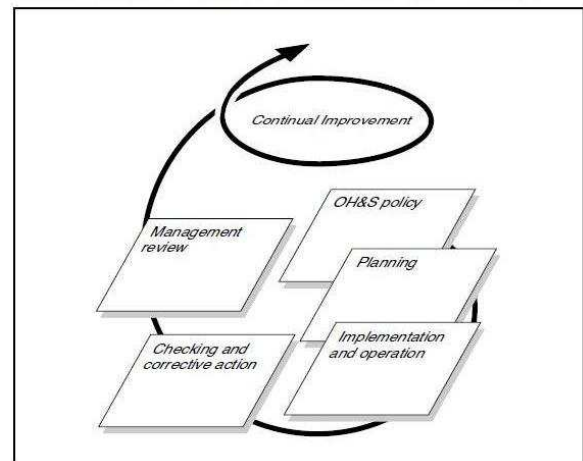 Continual Improvement
OH&S policy
Management
review
Planning
Checking and
corrective action
Implementation
and operation